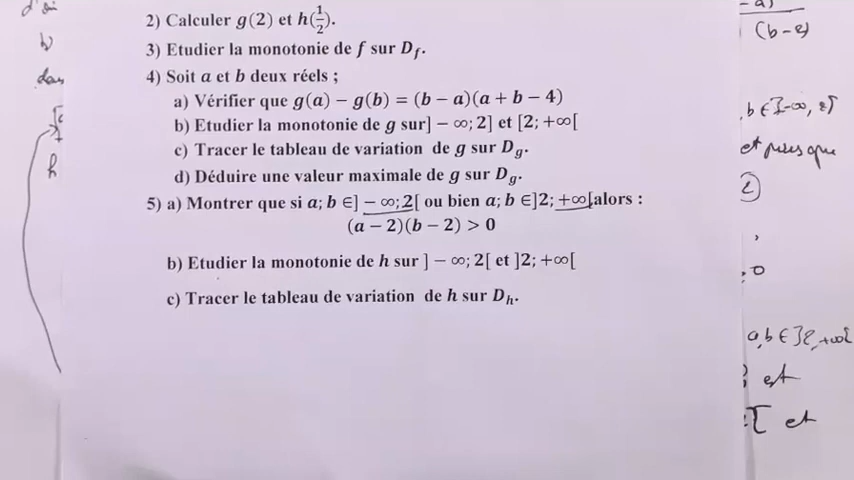 2) Calculer g(2) et h(1/2).
3) Etudier la monotonie de f sur D_f.
4) Soit a et b deux réels ;
a) Vérifier que g(a) − g(b) = (b − a)(a + b − 4)
b) Etudier la monotonie de g sur] − ∞; 2] et [2; +∞[
c) Tracer le tableau de variation de g sur D_g.
d) Déduire une valeur maximale de g sur D_g.
5) a) Montrer que si a; b ∈] − ∞; 2[ ou bien a; b ∈]2; +∞[alors :
(a − 2)(b − 2) > 0
b) Etudier la monotonie de h sur ] − ∞; 2[ et ]2; +∞[
c) Tracer le tableau de variation de h sur D_h.
et puisque
a,b ∈ ]2,+∞[
et
[ et